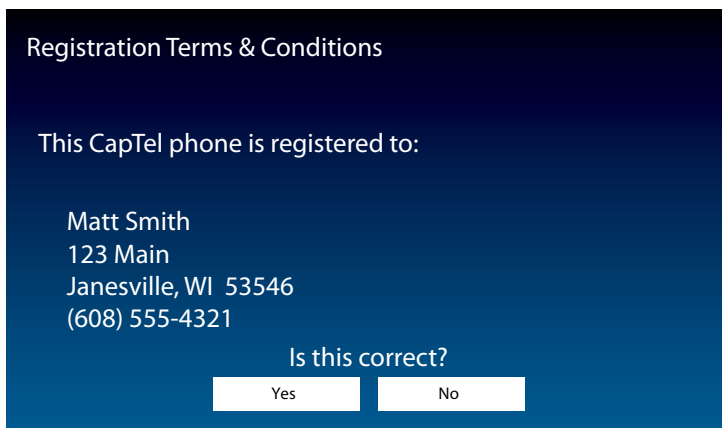 Registration Terms & Conditions
This CapTel phone is registered to:
Matt Smith
123 Main
Janesville, WI  53546
(608) 555-4321
Is this correct?
Yes
No